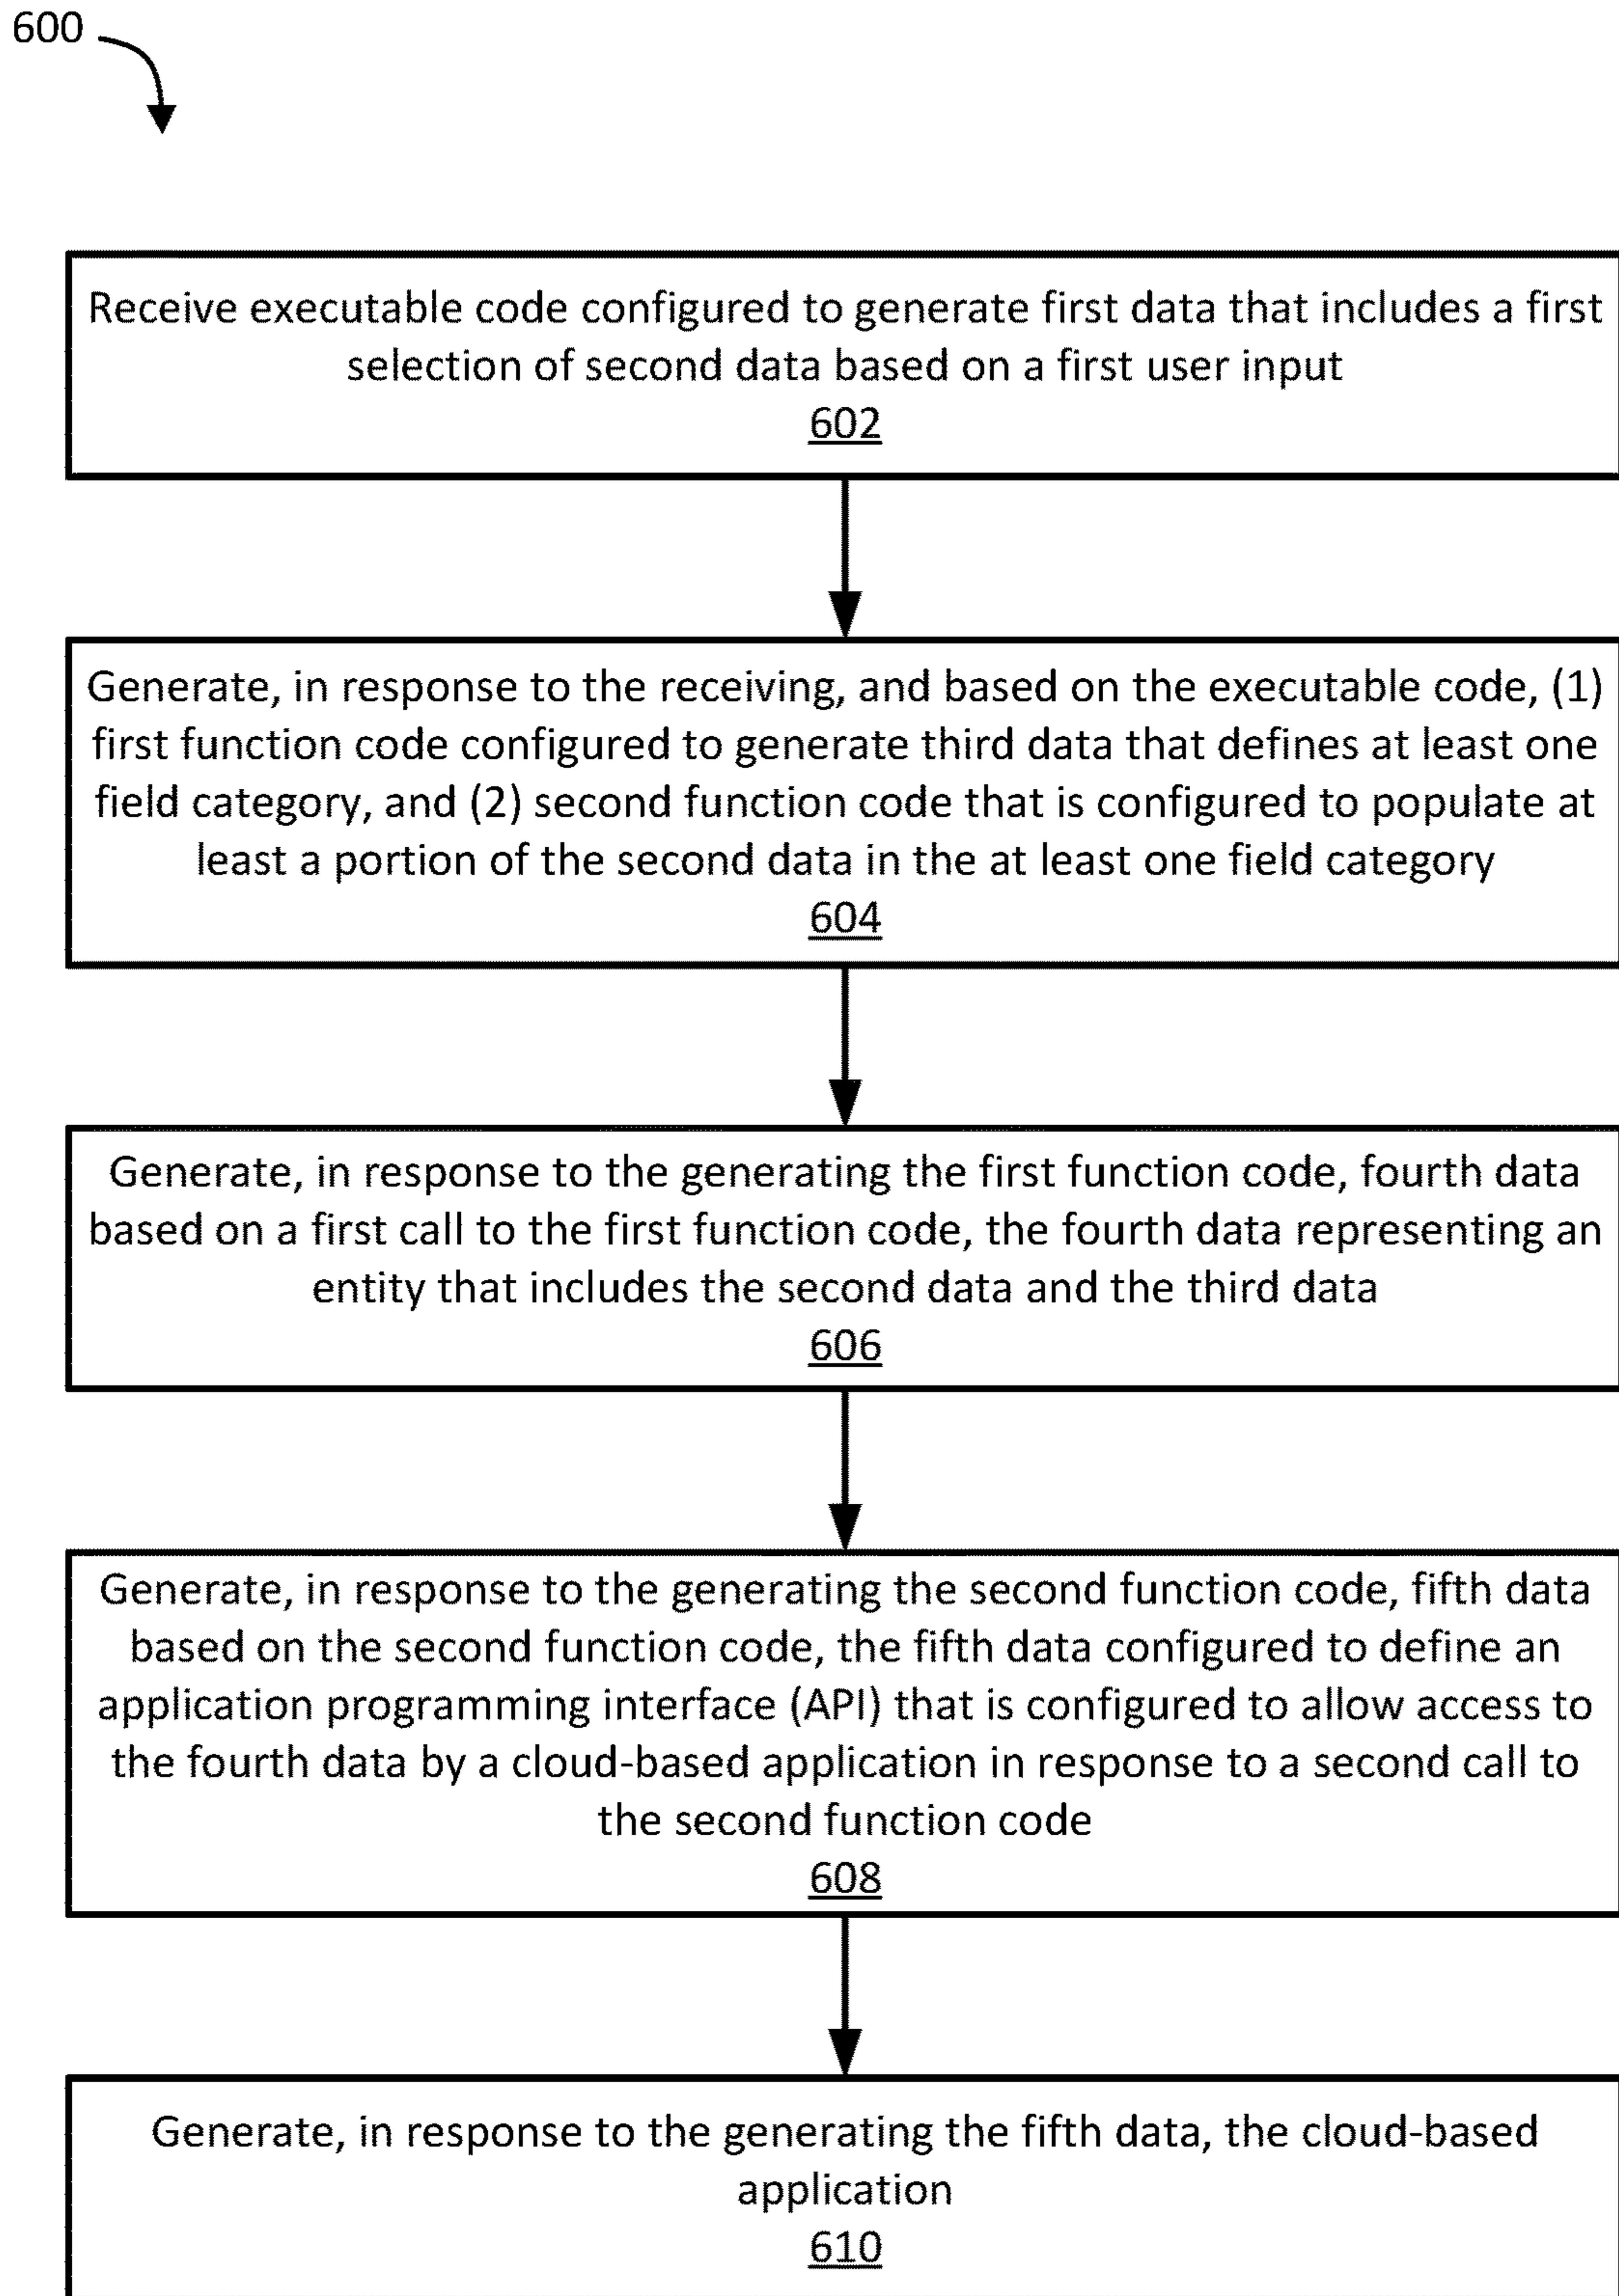 600
Receive executable code configured to generate first data that includes a first
selection of second data based on a first user input
602
Generate, in response to the receiving, and based on the executable code, (1)
first function code configured to generate third data that defines at least one
field category, and (2) second function code that is configured to populate at
least a portion of the second data in the at least one field category
604
Generate, in response to the generating the first function code, fourth data
based on a first call to the first function code, the fourth data representing an
entity that includes the second data and the third data
606
Generate, in response to the generating the second function code, fifth data
based on the second function code, the fifth data configured to define an
application programming interface (API) that is configured to allow access to
the fourth data by a cloud-based application in response to a second call to
the second function code
608
Generate, in response to the generating the fifth data, the cloud-based
application
610